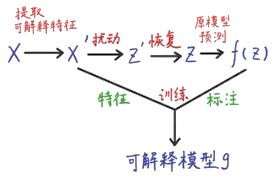 提取
可解释特征
扰动
恢复
原模型
预测
X → X' → Z' → Z → f(Z)
特征
训练
标注
可解释模型g